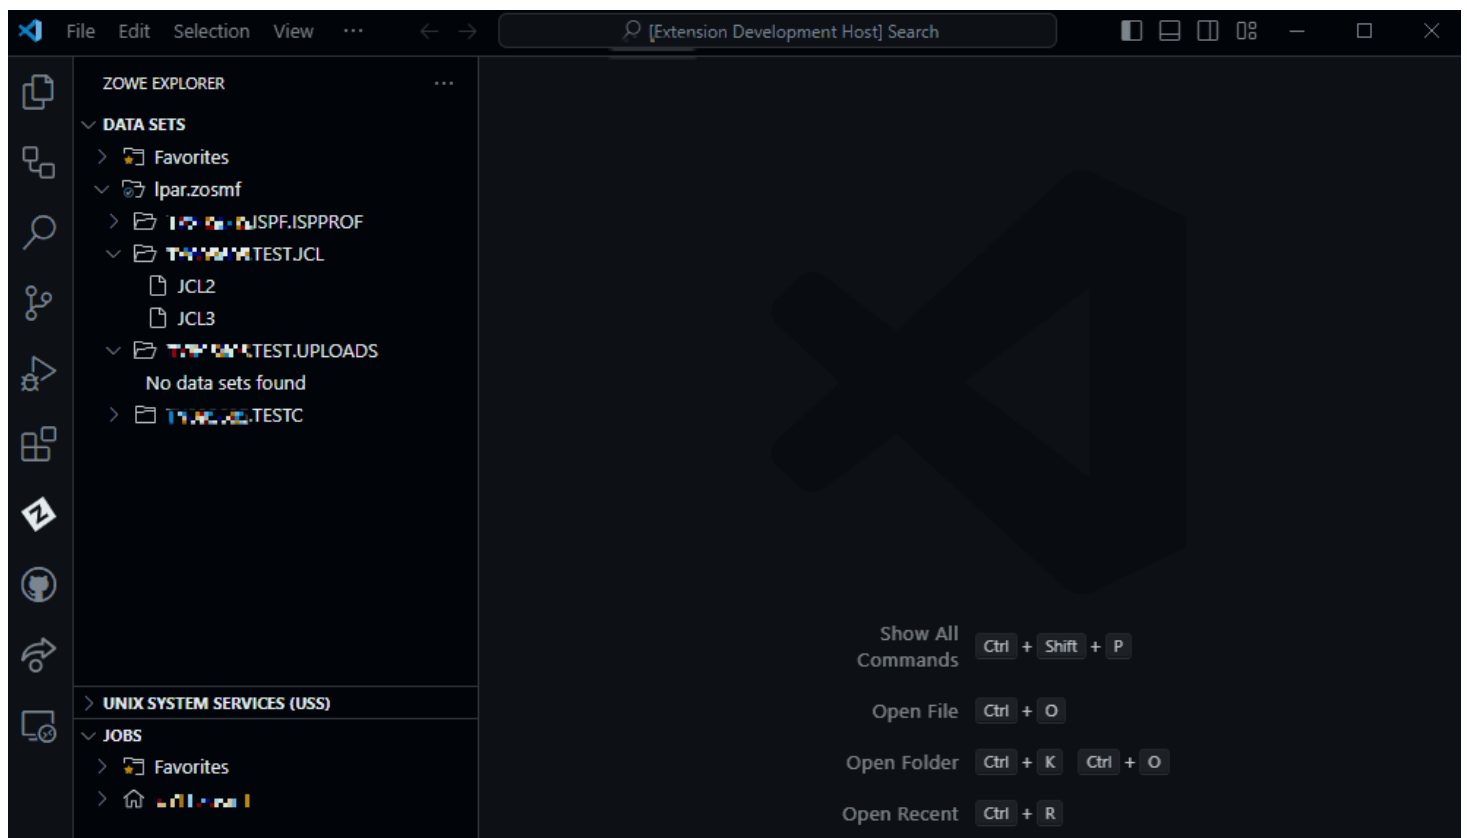 File Edit Selection View ··· [Extension Development Host] Search
ZOWE EXPLORER ···
DATA SETS
Favorites
lpar.zosmf
ISPF.ISPPROF
.TEST.JCL
JCL2
JCL3
TEST.UPLOADS
No data sets found
.TESTC
UNIX SYSTEM SERVICES (USS)
JOBS
Favorites
Show All
Commands Ctrl + Shift + P
Open File Ctrl + O
Open Folder Ctrl + K Ctrl + O
Open Recent Ctrl + R